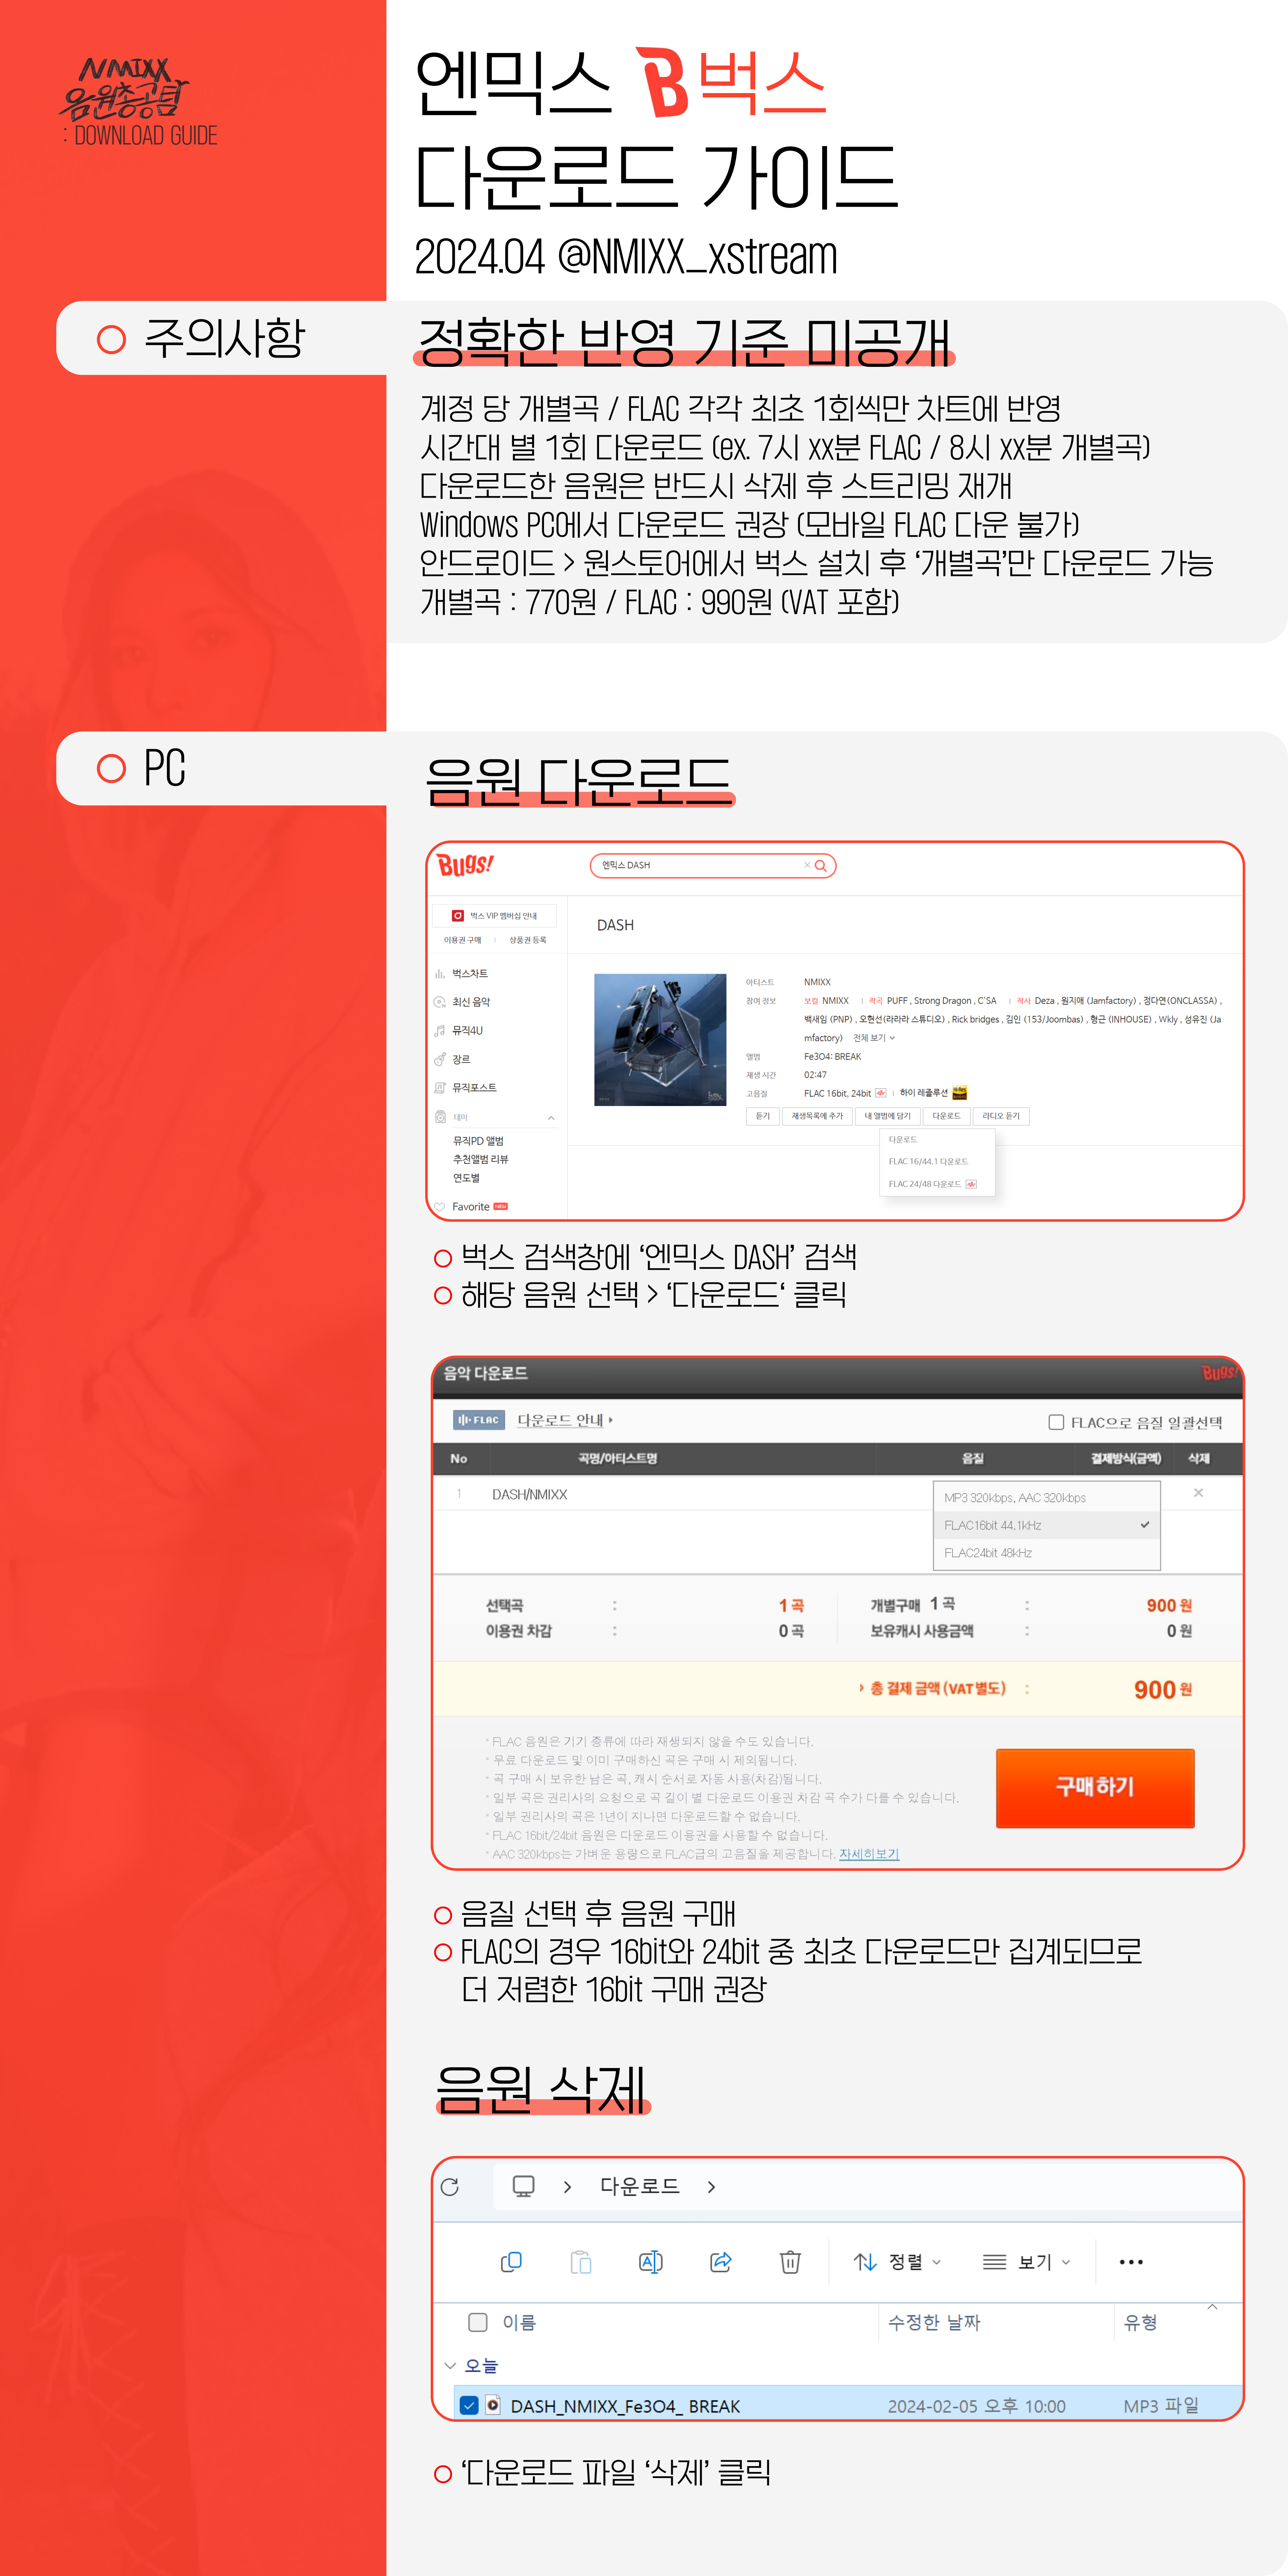 NMIXX
음원총공팀
: DOWNLOAD GUIDE
엔믹스 B벅스
다운로드 가이드
2024.04 @NMIXX_xstream
주의사항
정확한 반영 기준 미공개
계정 당 개별곡 / FLAC 각각 최초 1회씩만 차트에 반영
시간대 별 1회 다운로드 (ex. 7시 xx분 FLAC / 8시 xx분 개별곡)
다운로드한 음원은 반드시 삭제 후 스트리밍 재개
Windows PC에서 다운로드 권장 (모바일 FLAC 다운 불가)
안드로이드 > 원스토어에서 벅스 설치 후 ‘개별곡’만 다운로드 가능
개별곡 : 770원 / FLAC : 990원 (VAT 포함)
PC
음원 다운로드
Bugs!
엔믹스 DASH
벅스 VIP 멤버십 안내
이용권 구매 | 상품권 등록
벅스차트
최신 음악
뮤직4U
장르
뮤직포스트
테마
뮤직PD 앨범
추천앨범 리뷰
연도별
Favorite NEW
DASH
아티스트 NMIXX
참여 정보 보컬 NMIXX | 작곡 PUFF , Strong Dragon , C'SA | 작사 Deza , 원지애 (Jamfactory) , 정다연(ONCLASSA) ,
백새임 (PNP) , 오현선(라라라 스튜디오) , Rick bridges , 김인 (153/Joombas) , 형근 (INHOUSE) , Wkly , 성유진 (Ja
mfactory) 전체 보기
앨범 Fe3O4: BREAK
재생 시간 02:47
고음질 FLAC 16bit, 24bit | 하이 레졸루션
듣기 재생목록에 추가 내 앨범에 담기 다운로드 라디오 듣기
다운로드
FLAC 16/44.1 다운로드
FLAC 24/48 다운로드
벅스 검색창에 ‘엔믹스 DASH’ 검색
해당 음원 선택 > ‘다운로드‘ 클릭
음악 다운로드 Bugs!
FLAC 다운로드 안내 FLAC으로 음질 일괄선택
No 곡명/아티스트명 음질 결제방식(금액) 삭제
1 DASH/NMIXX
MP3 320kbps, AAC 320kbps
FLAC16bit 44.1kHz
FLAC24bit 48kHz
선택곡 : 1 곡 개별구매 1 곡 : 900 원
이용권 차감 : 0 곡 보유캐시 사용금액 : 0 원
총 결제 금액 (VAT별도) : 900 원
* FLAC 음원은 기기 종류에 따라 재생되지 않을 수도 있습니다.
* 무료 다운로드 및 이미 구매하신 곡은 구매 시 제외됩니다.
* 곡 구매 시 보유한 남은 곡, 캐시 순서로 자동 사용(차감)됩니다.
* 일부 곡은 권리사의 요청으로 곡 길이 별 다운로드 이용권 차감 곡 수가 다를 수 있습니다.
* 일부 권리사의 곡은 1년이 지나면 다운로드할 수 없습니다.
* FLAC 16bit/24bit 음원은 다운로드 이용권을 사용할 수 없습니다.
* AAC 320kbps는 가벼운 용량으로 FLAC급의 고음질을 제공합니다. 자세히보기
구매하기
음질 선택 후 음원 구매
FLAC의 경우 16bit와 24bit 중 최초 다운로드만 집계되므로
더 저렴한 16bit 구매 권장
음원 삭제
> 다운로드 >
정렬 보기 •••
이름 수정한 날짜 유형
오늘
DASH_NMIXX_Fe3O4_ BREAK 2024-02-05 오후 10:00 MP3 파일
‘다운로드 파일 ‘삭제’ 클릭